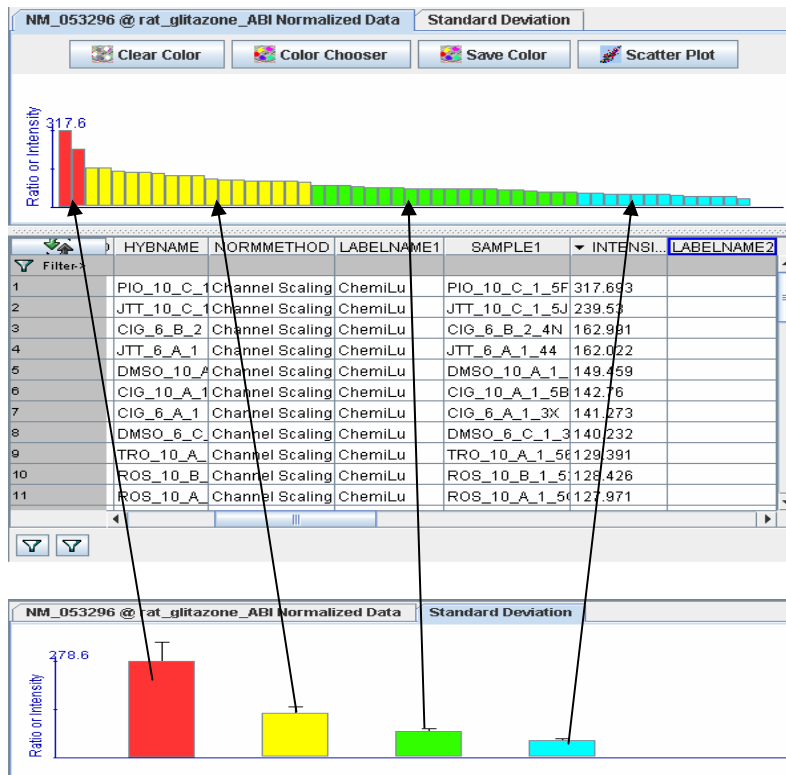 NM_053296 @ rat_glitazone_ABI Normalized Data Standard Deviation
Clear Color Color Chooser Save Color Scatter Plot
Ratio or Intensity
317.6
HYBNAME NORMMETHOD LABELNAME1 SAMPLE1 INTENSI... LABELNAME2
Filter->
1 PIO_10_C_1 Channel Scaling ChemiLu PIO_10_C_1_5F 317.693
2 JTT_10_C_1 Channel Scaling ChemiLu JTT_10_C_1_5J 239.53
3 CIG_6_B_2 Channel Scaling ChemiLu CIG_6_B_2_4N 162.991
4 JTT_6_A_1 Channel Scaling ChemiLu JTT_6_A_1_44 162.022
5 DMSO_10_A Channel Scaling ChemiLu DMSO_10_A_1_ 149.459
6 CIG_10_A_1 Channel Scaling ChemiLu CIG_10_A_1_5B 142.76
7 CIG_6_A_1 Channel Scaling ChemiLu CIG_6_A_1_3X 141.273
8 DMSO_6_C_ Channel Scaling ChemiLu DMSO_6_C_1_3 140.232
9 TRO_10_A_ Channel Scaling ChemiLu TRO_10_A_1_56 129.391
10 ROS_10_B_ Channel Scaling ChemiLu ROS_10_B_1_5 128.426
11 ROS_10_A_ Channel Scaling ChemiLu ROS_10_A_1_5 127.971
NM_053296 @ rat_glitazone_ABI Normalized Data Standard Deviation
Ratio or Intensity
278.6